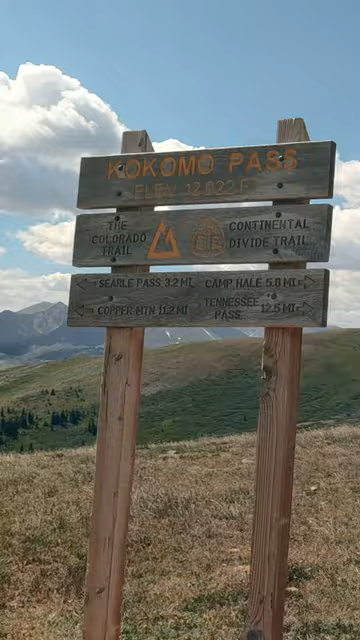 KOKOMO PASS
ELEV. 12,022 F
THE COLORADO TRAIL
CONTINENTAL DIVIDE TRAIL
SEARLE PASS 3.2 MI.
CAMP HALE 5.8 MI.
COPPER MTN 11.2 MI.
TENNESSEE PASS 12.5 MI.